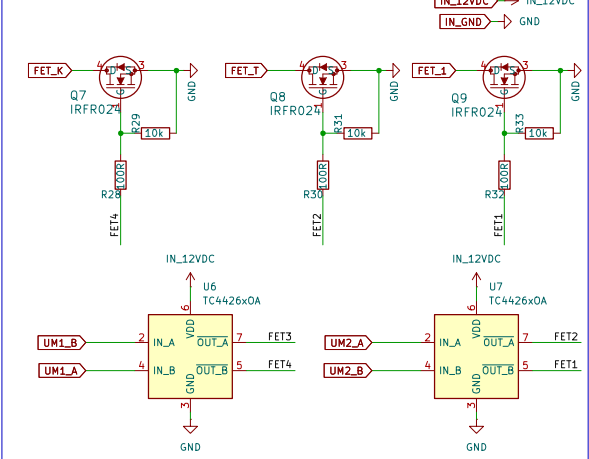 IN_12VDC IN_12VDC
IN_GND GND
FET_K 4 D S 3 G 1 GND
Q7
IRFR024
R29
10k
100R
R28
FET4
FET_T 4 D S 3 G 1 GND
Q8
IRFR024
R31
10k
100R
R30
FET2
FET_1 4 D S 3 G 1 GND
Q9
IRFR024
R33
10k
100R
R32
FET1
IN_12VDC
U6
TC4426xOA
6
VDD
UM1_B 2 IN_A OUT_A 7 FET3
UM1_A 4 IN_B OUT_B 5 FET4
GND
3
GND
IN_12VDC
U7
TC4426xOA
6
VDD
UM2_A 2 IN_A OUT_A 7 FET2
UM2_B 4 IN_B OUT_B 5 FET1
GND
3
GND